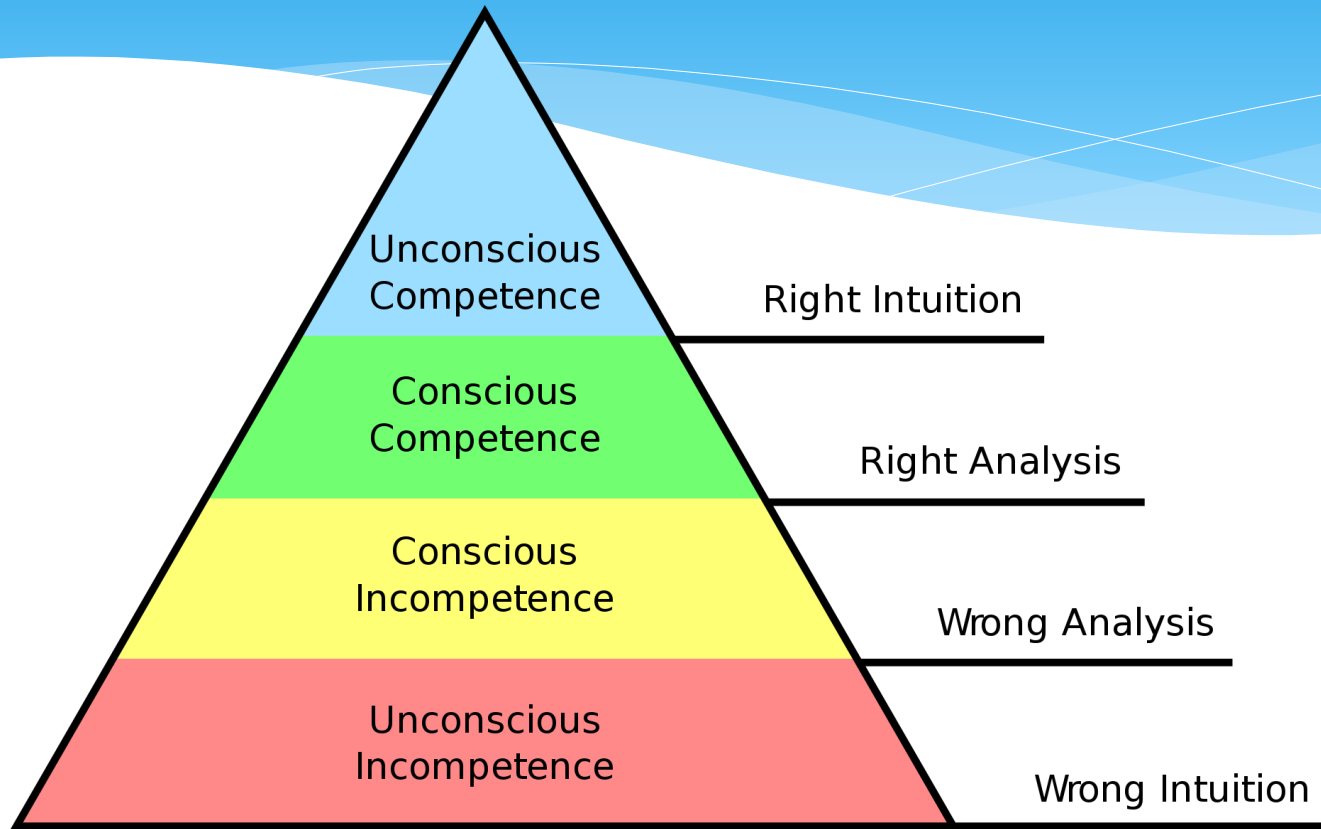 Unconscious
Competence
Right Intuition
Conscious
Competence
Right Analysis
Conscious
Incompetence
Wrong Analysis
Unconscious
Incompetence
Wrong Intuition